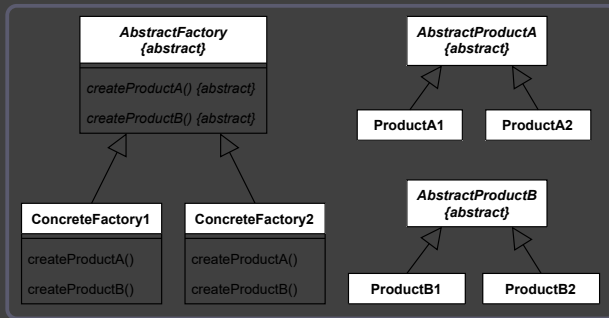 AbstractFactory
{abstract}
createProductA() {abstract}
createProductB() {abstract}
ConcreteFactory1
createProductA()
createProductB()
ConcreteFactory2
createProductA()
createProductB()
AbstractProductA
{abstract}
ProductA1
ProductA2
AbstractProductB
{abstract}
ProductB1
ProductB2